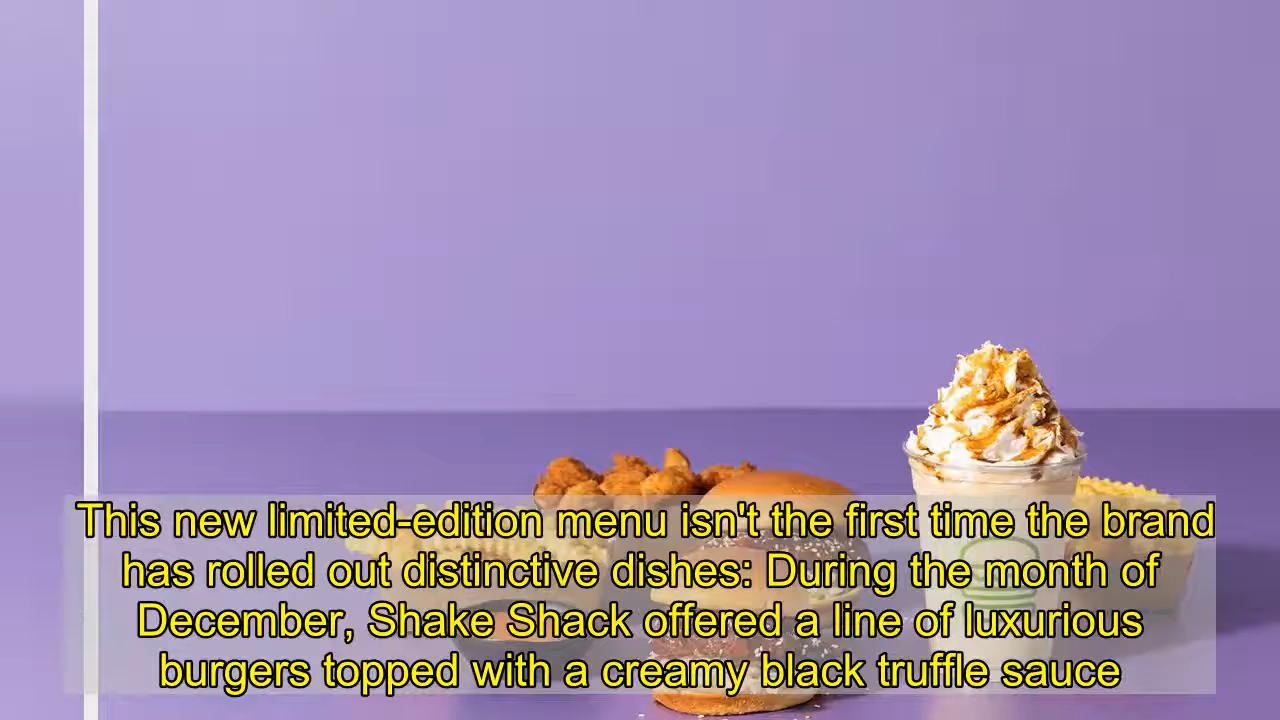 This new limited-edition menu isn't the first time the brand
has rolled out distinctive dishes: During the month of
December, Shake Shack offered a line of luxurious
burgers topped with a creamy black truffle sauce